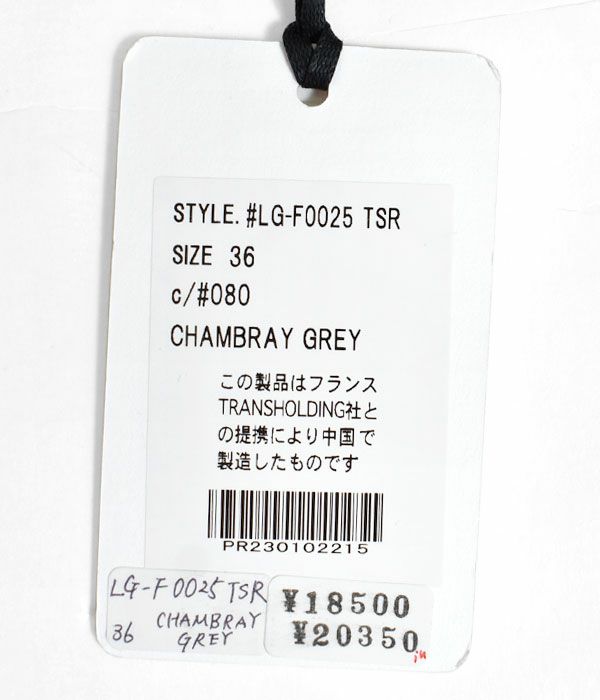 STYLE. #LG-F0025 TSR
SIZE 36
c/#080
CHAMBRAY GREY
この製品はフランス
TRANSHOLDING社と
の提携により中国で
製造したものです
PR230102215
LG-F0025 TSR
36 CHAMBRAY
GREY
¥18500
¥20350